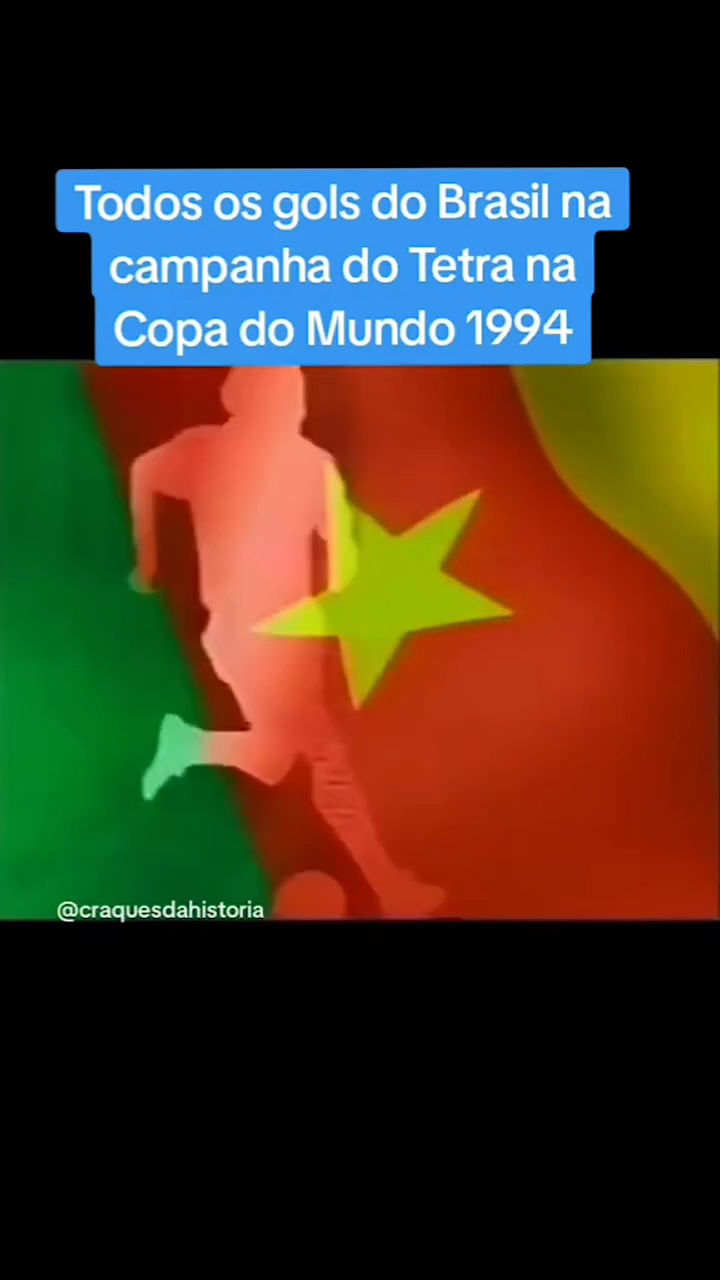 Todos os gols do Brasil na
campanha do Tetra na
Copa do Mundo 1994
@craquesdahistoria